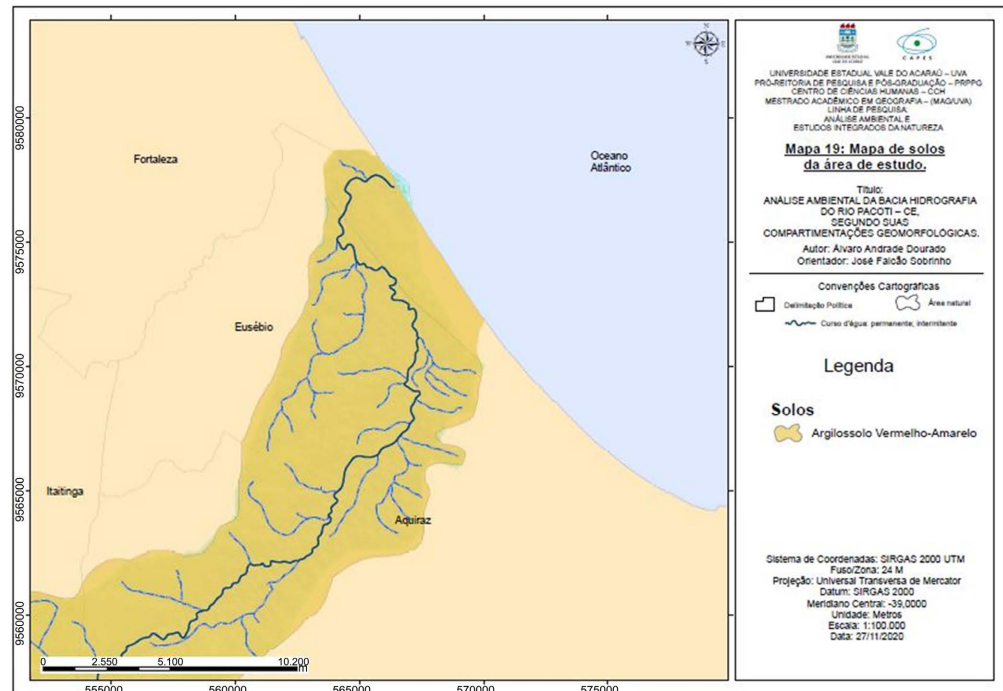 Fortaleza
Oceano
Atlântico
Eusébio
Itaitinga
Aquiraz
9580000
9575000
9570000
9565000
9560000
0 2.550 5.100 10.200
m
555000 560000 565000 570000 575000
UNIVERSIDADE ESTADUAL
VALE DO ACARAÚ
CAPES
UNIVERSIDADE ESTADUAL VALE DO ACARAÚ – UVA
PRÓ-REITORIA DE PESQUISA E PÓS-GRADUAÇÃO – PRPPG
CENTRO DE CIÊNCIAS HUMANAS – CCH
MESTRADO ACADÊMICO EM GEOGRAFIA – (MAG/UVA)
LINHA DE PESQUISA:
ANÁLISE AMBIENTAL E
ESTUDOS INTEGRADOS DA NATUREZA
Mapa 19: Mapa de solos
da área de estudo.
Título:
ANÁLISE AMBIENTAL DA BACIA HIDROGRAFIA
DO RIO PACOTI – CE,
SEGUNDO SUAS
COMPARTIMENTAÇÕES GEOMORFOLÓGICAS.
Autor: Álvaro Andrade Dourado
Orientador: José Falcão Sobrinho
Convenções Cartográficas
Delimitação Política
Área natural
Curso d'água: permanente; intermitente
Legenda
Solos
Argilossolo Vermelho-Amarelo
Sistema de Coordenadas: SIRGAS 2000 UTM
Fuso/Zona: 24 M
Projeção: Universal Transversa de Mercator
Datum: SIRGAS 2000
Meridiano Central: -39,0000
Unidade: Metros
Escala: 1:100.000
Data: 27/11/2020